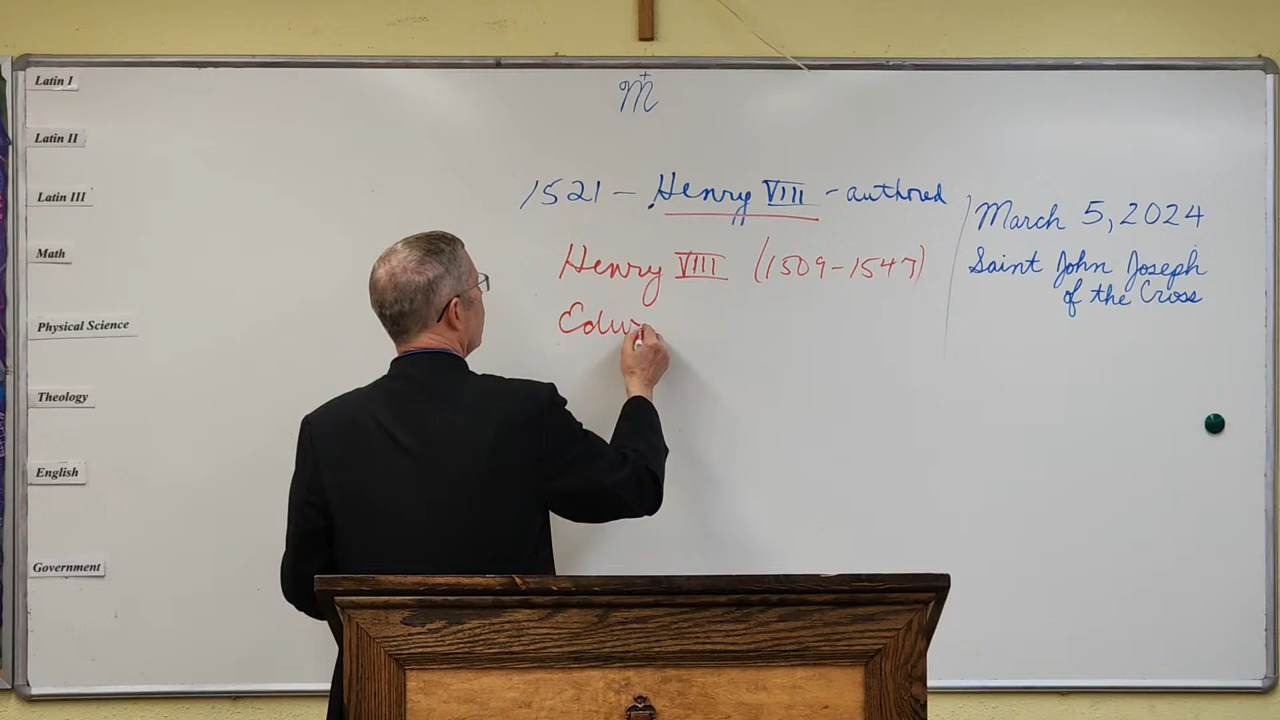 Latin I
Latin II
Latin III
Math
Physical Science
Theology
English
Government
M
1521 – Henry VIII – authored
Henry VIII (1509–1547)
Edw
March 5, 2024
Saint John Joseph
of the Cross